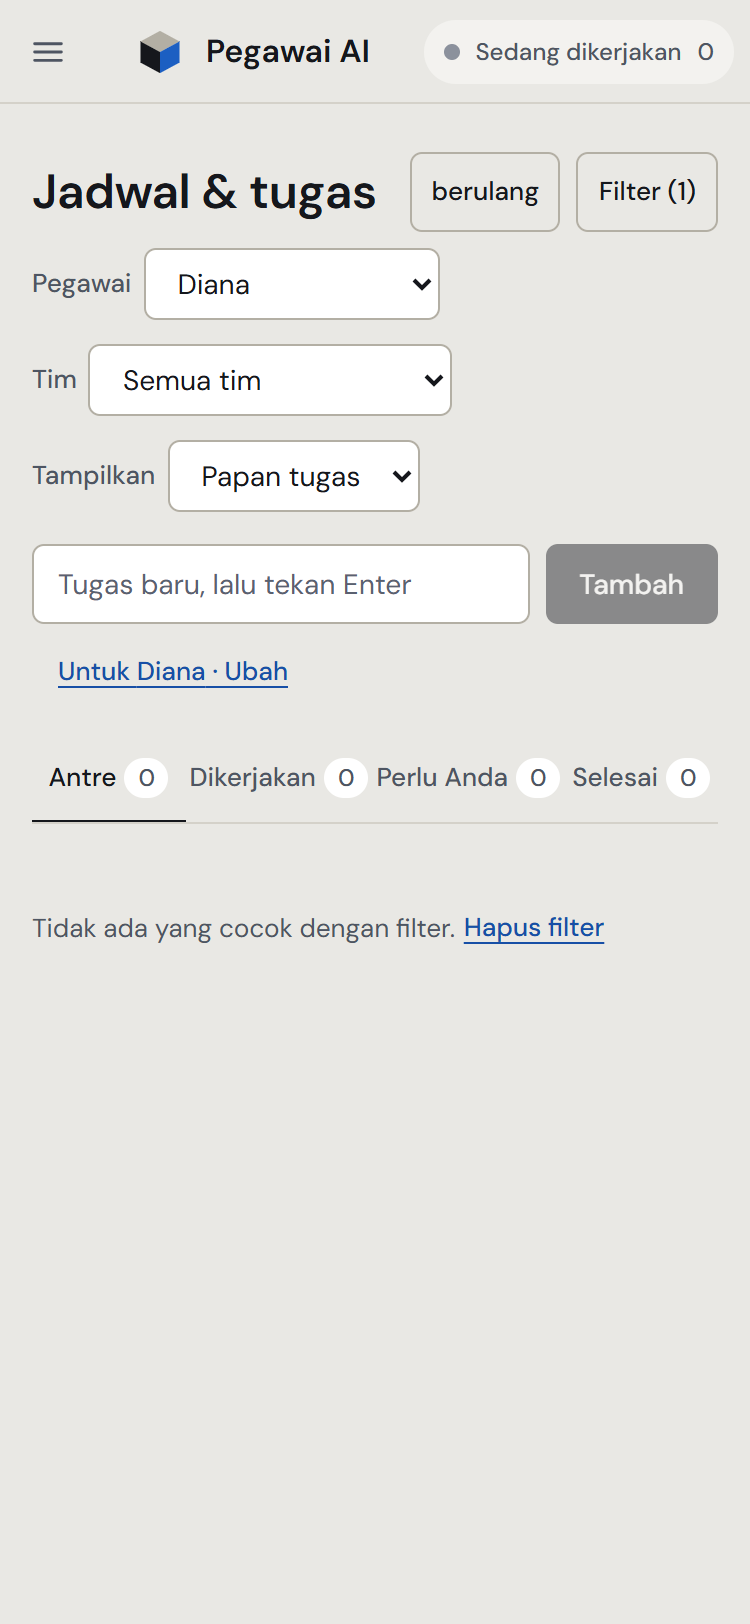 Pegawai AI
Sedang dikerjakan 0
Jadwal & tugas
berulang
Filter (1)
Pegawai Diana
Tim Semua tim
Tampilkan Papan tugas
Tugas baru, lalu tekan Enter
Tambah
Untuk Diana · Ubah
Antre 0 Dikerjakan 0 Perlu Anda 0 Selesai 0
Tidak ada yang cocok dengan filter. Hapus filter